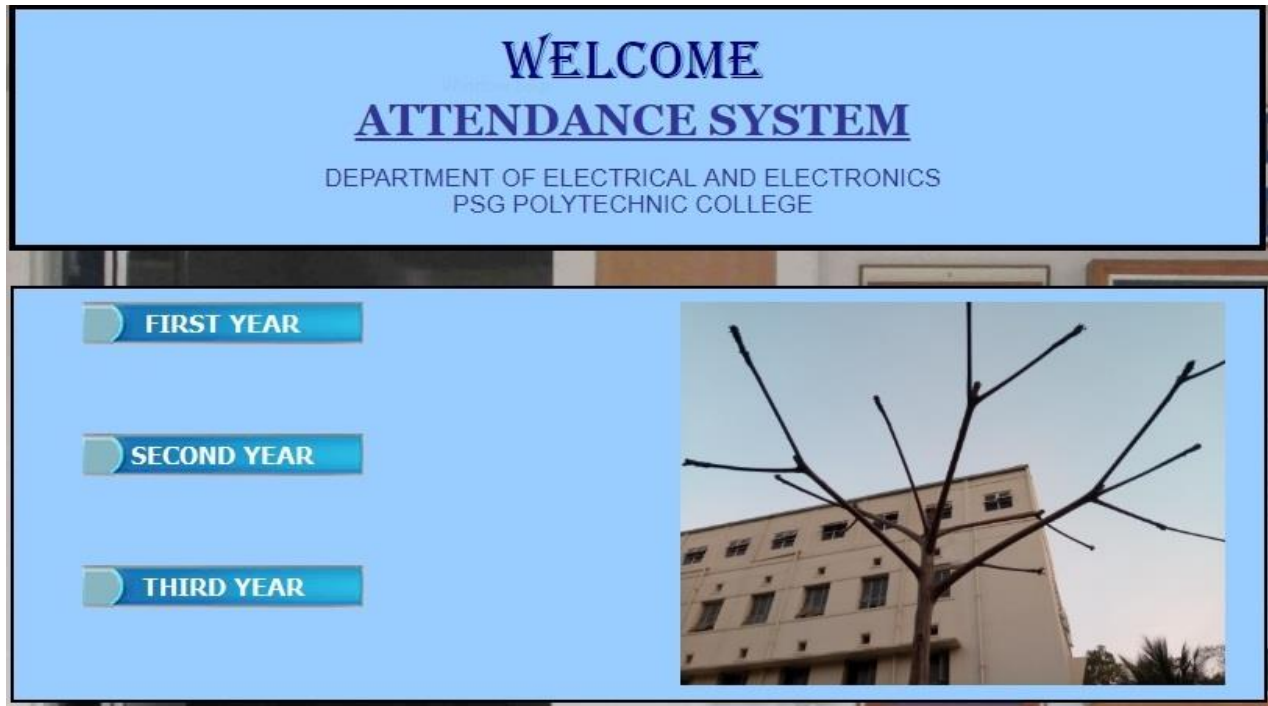 WELCOME
ATTENDANCE SYSTEM
DEPARTMENT OF ELECTRICAL AND ELECTRONICS
PSG POLYTECHNIC COLLEGE
FIRST YEAR
SECOND YEAR
THIRD YEAR